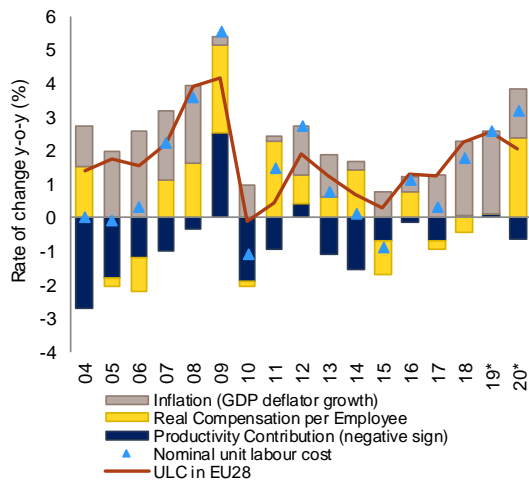 Rate of change y-o-y (%)
6
5
4
3
2
1
0
-1
-2
-3
-4
04 05 06 07 08 09 10 11 12 13 14 15 16 17 18 19* 20*
Inflation (GDP deflator growth)
Real Compensation per Employee
Productivity Contribution (negative sign)
Nominal unit labour cost
ULC in EU28